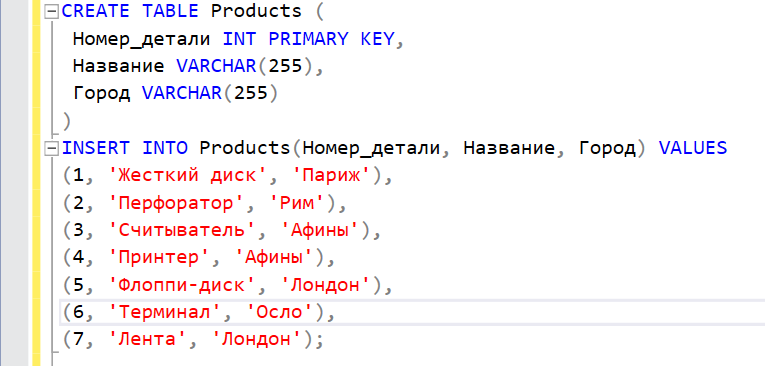 CREATE TABLE Products (
Номер_детали INT PRIMARY KEY,
Название VARCHAR(255),
Город VARCHAR(255)
)
INSERT INTO Products(Номер_детали, Название, Город) VALUES
(1, 'Жесткий диск', 'Париж'),
(2, 'Перфоратор', 'Рим'),
(3, 'Считыватель', 'Афины'),
(4, 'Принтер', 'Афины'),
(5, 'Флоппи-диск', 'Лондон'),
(6, 'Терминал', 'Осло'),
(7, 'Лента', 'Лондон');